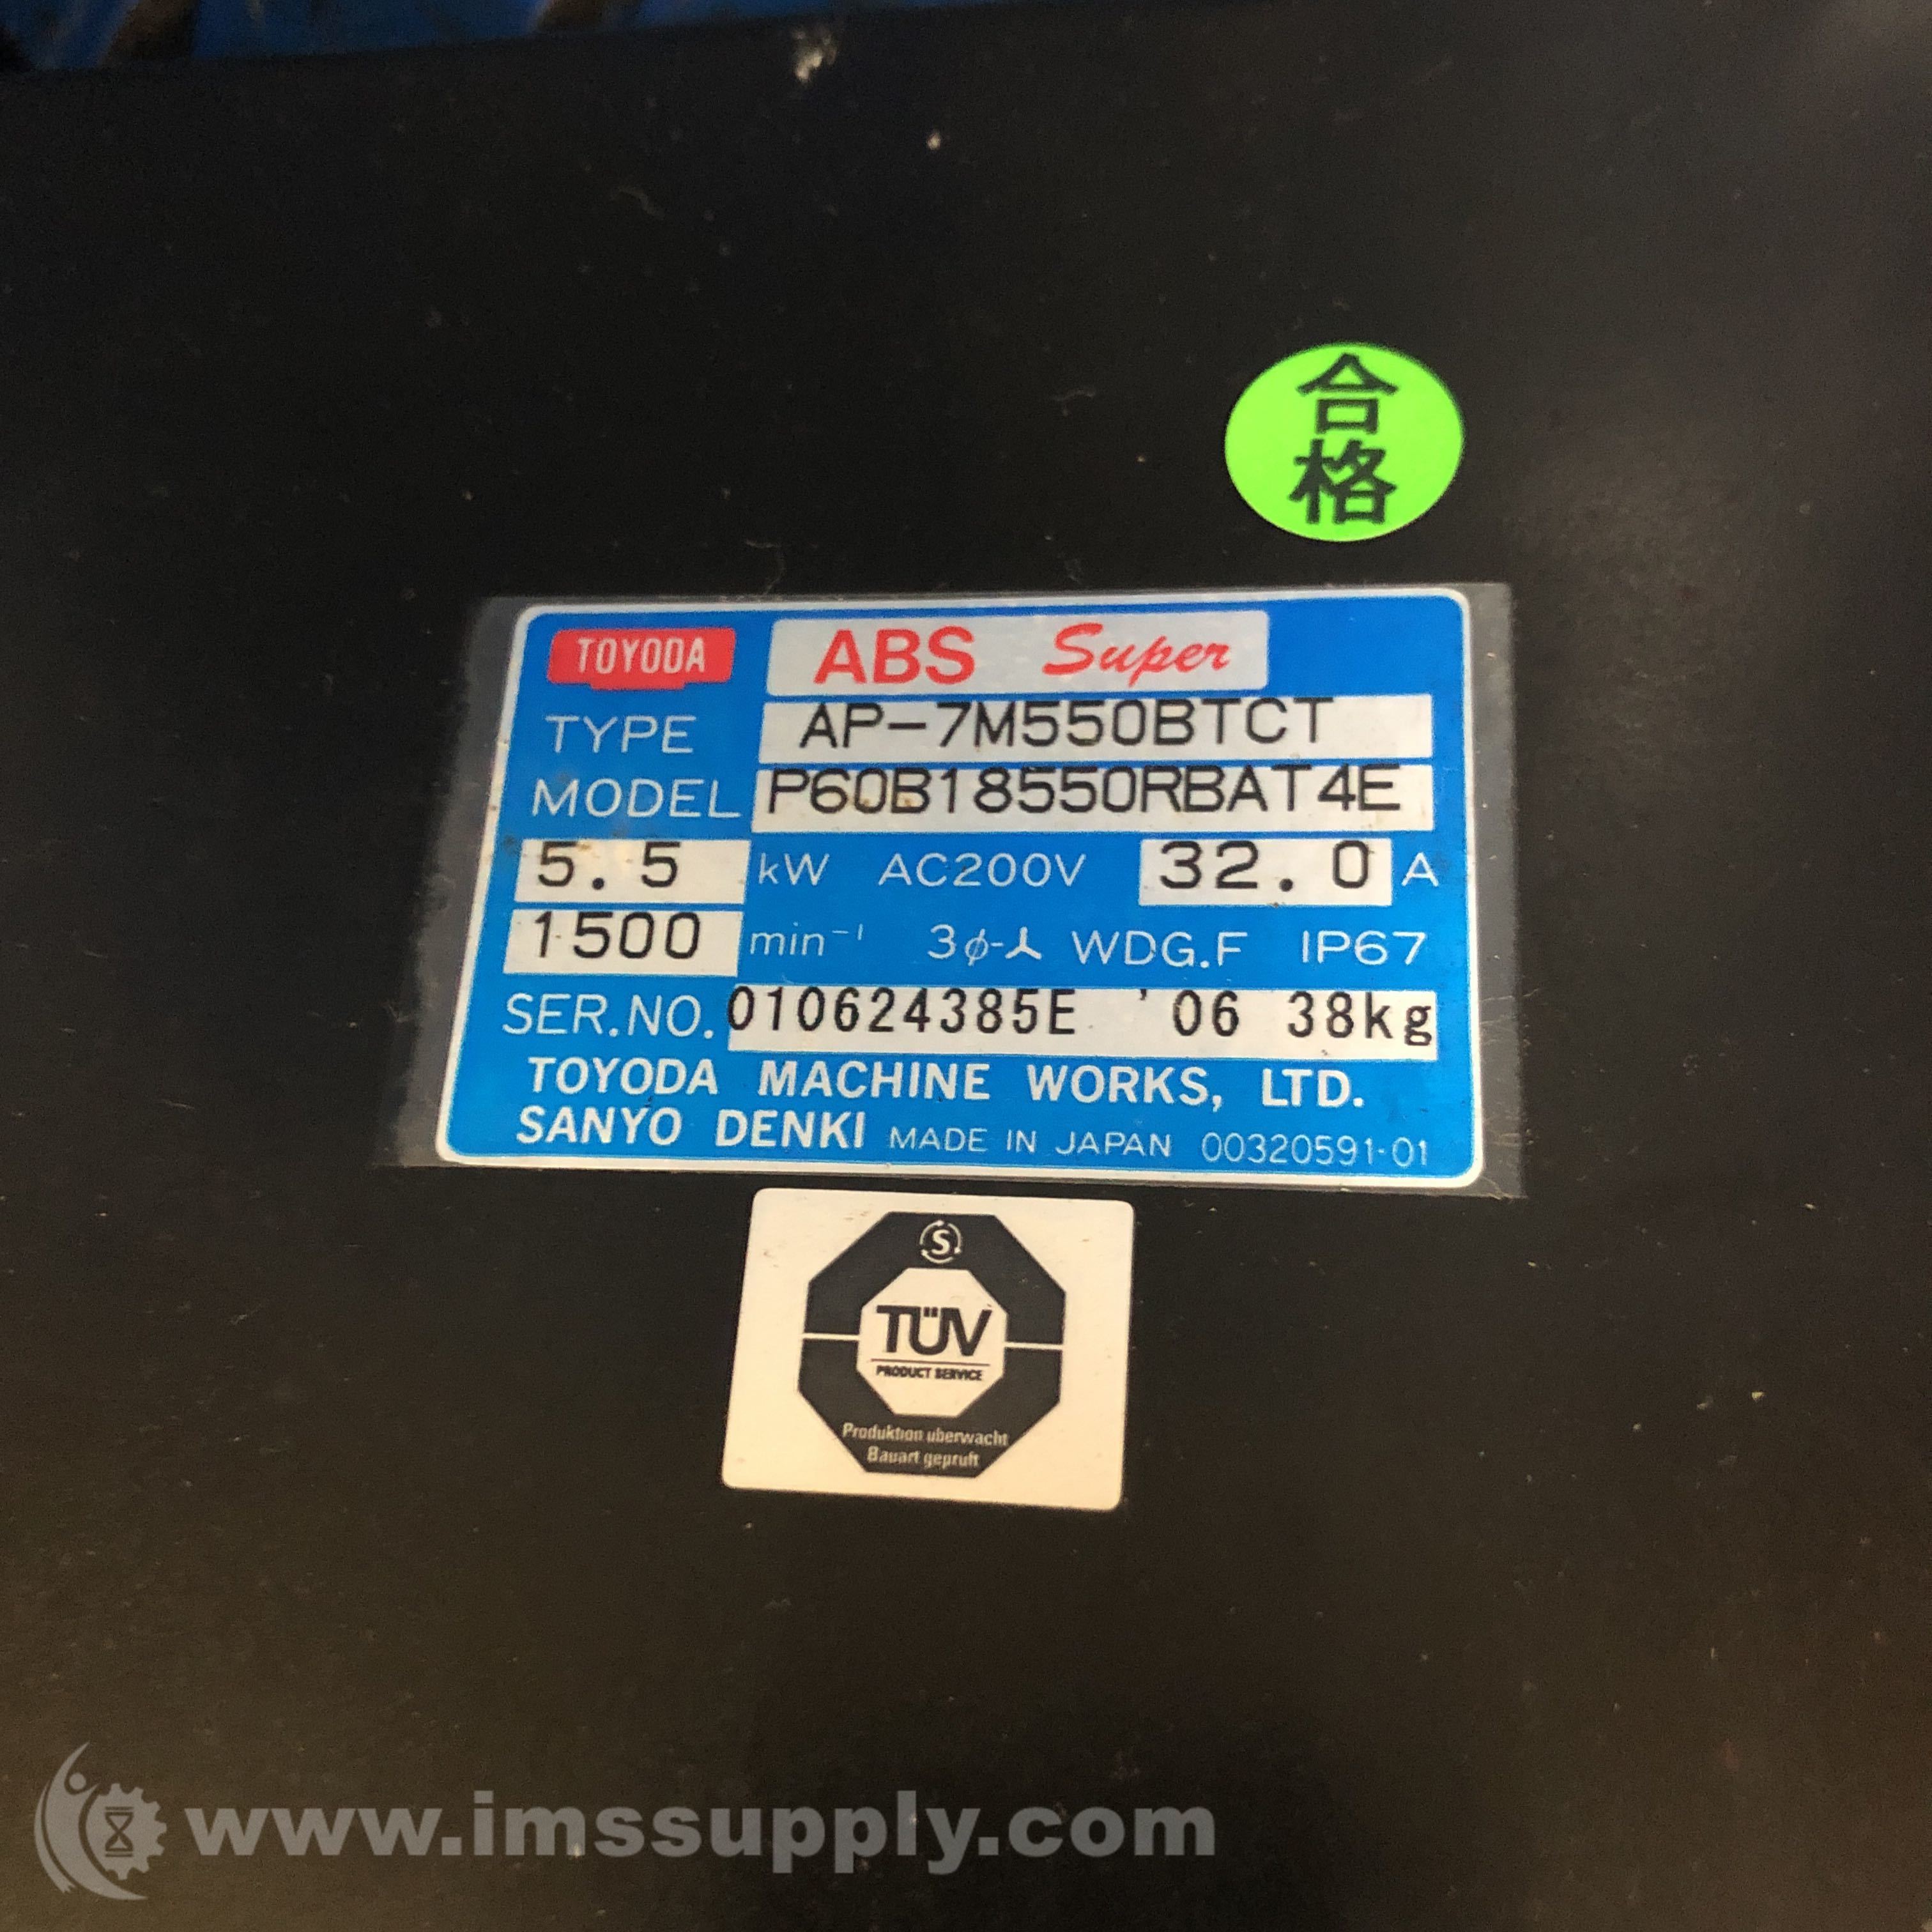 合
格
TOYODA ABS Super
TYPE AP-7M550BTCT
MODEL P60B18550RBAT4E
5.5 kW AC200V 32.0 A
1500 min⁻¹ 3φ-人 WDG.F IP67
SER.NO. 010624385E '06 38kg
TOYODA MACHINE WORKS, LTD.
SANYO DENKI MADE IN JAPAN 00320591-01
S
TÜV
PRODUCT SERVICE
Produktion uberwacht
Bauart gepruft
www.imssupply.com